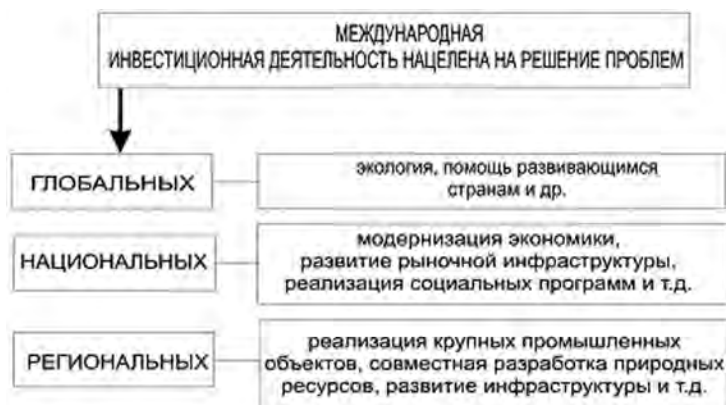 МЕЖДУНАРОДНАЯ
ИНВЕСТИЦИОННАЯ ДЕЯТЕЛЬНОСТЬ НАЦЕЛЕНА НА РЕШЕНИЕ ПРОБЛЕМ
ГЛОБАЛЬНЫХ
экология, помощь развивающимся
странам и др.
НАЦИОНАЛЬНЫХ
модернизация экономики,
развитие рыночной инфраструктуры,
реализация социальных программ и т.д.
РЕГИОНАЛЬНЫХ
реализация крупных промышленных
объектов, совместная разработка природных
ресурсов, развитие инфраструктуры и т.д.